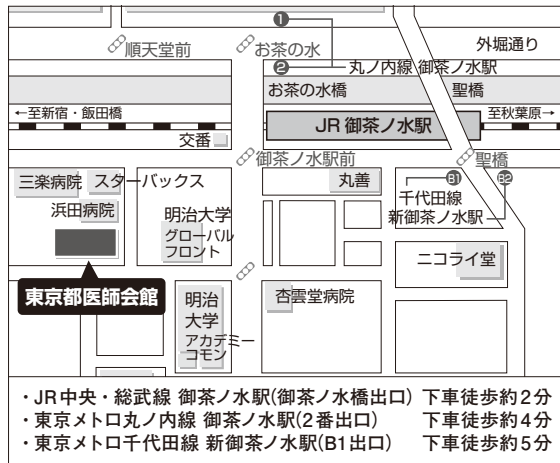 ❶
順天堂前
お茶の水
外堀通り
❷
丸ノ内線 御茶ノ水駅
お茶の水橋
聖橋
←至新宿・飯田橋
JR 御茶ノ水駅
至秋葉原→
交番
御茶ノ水駅前
聖橋
三楽病院
スターバックス
丸善
B1
B2
千代田線
新御茶ノ水駅
浜田病院
明治大学
グローバル
フロント
ニコライ堂
東京都医師会館
明治
大学
アカデミー
コモン
杏雲堂病院
・JR中央・総武線 御茶ノ水駅(御茶ノ水橋出口) 下車徒歩約2分
・東京メトロ丸ノ内線 御茶ノ水駅(2番出口) 下車徒歩約4分
・東京メトロ千代田線 新御茶ノ水駅(B1出口) 下車徒歩約5分